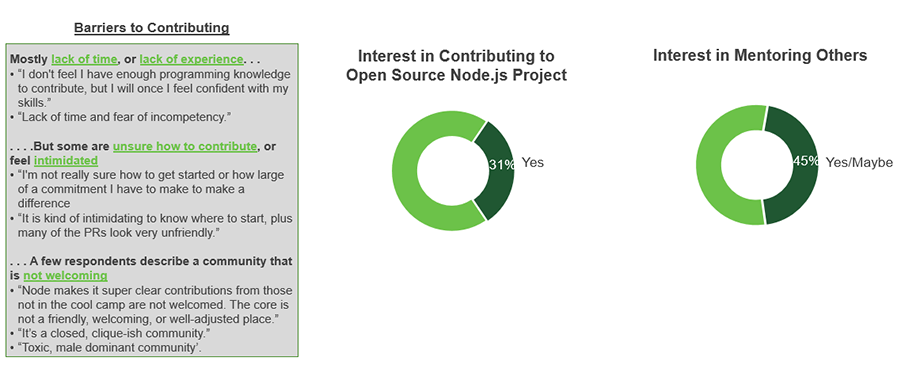 Barriers to Contributing
Mostly lack of time, or lack of experience. . .
• “I don't feel I have enough programming knowledge
to contribute, but I will once I feel confident with my
skills.”
• “Lack of time and fear of incompetency.”
. . . .But some are unsure how to contribute, or
feel intimidated
• “I'm not really sure how to get started or how large
of a commitment I have to make to make a
difference
• “It is kind of intimidating to know where to start, plus
many of the PRs look very unfriendly.”
. . . A few respondents describe a community that
is not welcoming
• “Node makes it super clear contributions from those
not in the cool camp are not welcomed. The core is
not a friendly, welcoming, or well-adjusted place.”
• “It’s a closed, clique-ish community.”
• “Toxic, male dominant community’.
Interest in Contributing to
Open Source Node.js Project
31% Yes
Interest in Mentoring Others
45% Yes/Maybe